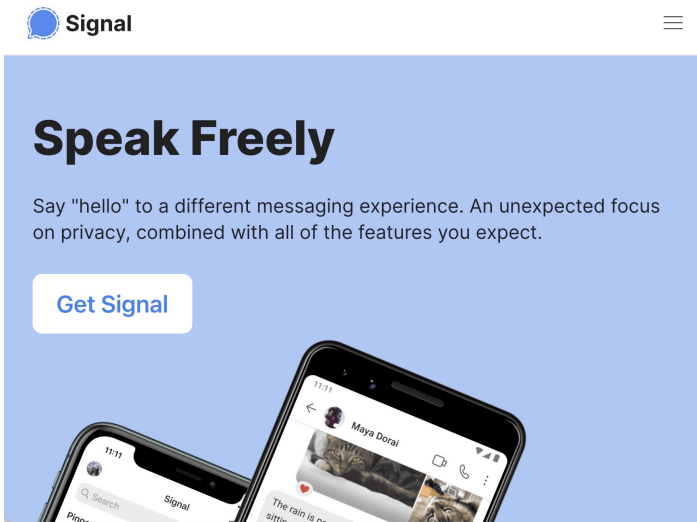 Signal
Speak Freely
Say "hello" to a different messaging experience. An unexpected focus
on privacy, combined with all of the features you expect.
Get Signal
11:11
Maya Dorai
11:11
Search
Signal
The rain is